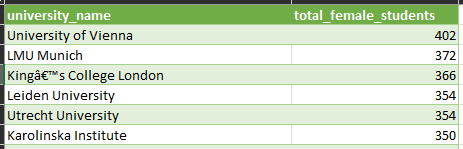 university_name total_female_students
University of Vienna 402
LMU Munich 372
Kingâ€™s College London 366
Leiden University 354
Utrecht University 354
Karolinska Institute 350